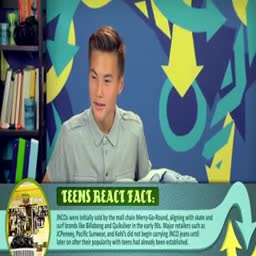 TEENS REACT FACT:
JNCOs were initially sold by the mall chain Merry-Go-Round, aligning with skate and
surf brands like Billabong and Quiksilver in the early 90s. Major retailers such as
JCPenney, Pacific Sunwear, and Kohl's did not begin carrying JNCO jeans until
later on after their popularity with teens had already been established.